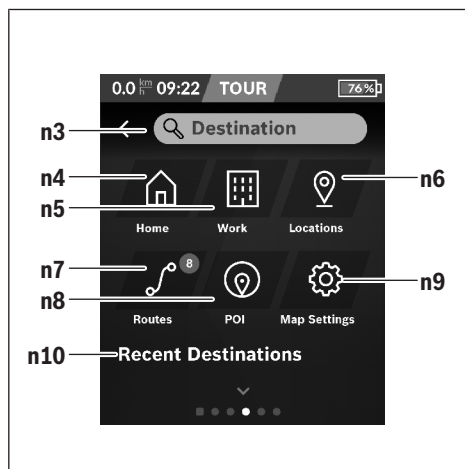 0.0 km/h 09:22 TOUR 76%
n3 Destination
n4 n6
n5
Home Work Locations
n7 8 n9
n8
Routes POI Map Settings
n10 Recent Destinations